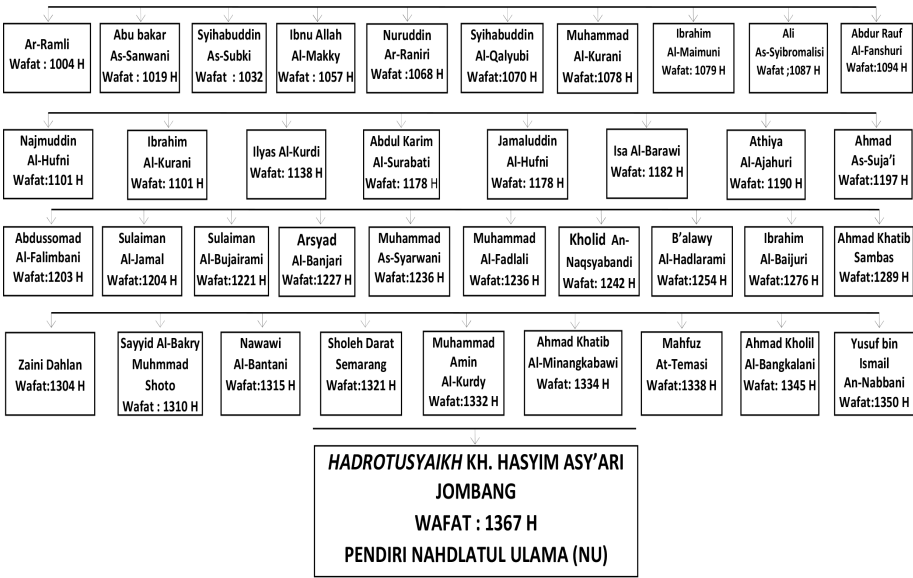 Ar-Ramli
Wafat : 1004 H
Abu bakar
As-Sanwani
Wafat : 1019 H
Syihabuddin
As-Subki
Wafat : 1032
Ibnu Allah
Al-Makky
Wafat : 1057 H
Nuruddin
Ar-Raniri
Wafat :1068 H
Syihabuddin
Al-Qalyubi
Wafat:1070 H
Muhammad
Al-Kurani
Wafat: 1078 H
Ibrahim
Al-Maimuni
Wafat: 1079 H
Ali
As-Syibromalisi
Wafat ;1087 H
Abdur Rauf
Al-Fanshuri
Wafat:1094 H
Najmuddin
Al-Hufni
Wafat:1101 H
Ibrahim
Al-Kurani
Wafat: 1101 H
Ilyas Al-Kurdi
Wafat: 1138 H
Abdul Karim
Al-Surabati
Wafat: 1178 H
Jamaluddin
Al-Hufni
Wafat: 1178 H
Isa Al-Barawi
Wafat: 1182 H
Athiya
Al-Ajahuri
Wafat: 1190 H
Ahmad
As-Suja’i
Wafat:1197 H
Abdussomad
Al-Falimbani
Wafat:1203 H
Sulaiman
Al-Jamal
Wafat:1204 H
Sulaiman
Al-Bujairami
Wafat:1221 H
Arsyad
Al-Banjari
Wafat:1227 H
Muhammad
As-Syarwani
Wafat:1236 H
Muhammad
Al-Fadlali
Wafat:1236 H
Kholid An-
Naqsyabandi
Wafat: 1242 H
B’alawy
Al-Hadlarami
Wafat:1254 H
Ibrahim
Al-Baijuri
Wafat:1276 H
Ahmad Khatib
Sambas
Wafat:1289 H
Zaini Dahlan
Wafat:1304 H
Sayyid Al-Bakry
Muhmmad
Shoto
Wafat : 1310 H
Nawawi
Al-Bantani
Wafat:1315 H
Sholeh Darat
Semarang
Wafat:1321 H
Muhammad
Amin
Al-Kurdy
Wafat:1332 H
Ahmad Khatib
Al-Minangkabawi
Wafat: 1334 H
Mahfuz
At-Temasi
Wafat:1338 H
Ahmad Kholil
Al-Bangkalani
Wafat: 1345 H
Yusuf bin
Ismail
An-Nabbani
Wafat:1350 H
HADROTUSYAIKH KH. HASYIM ASY’ARI
JOMBANG
WAFAT : 1367 H
PENDIRI NAHDLATUL ULAMA (NU)